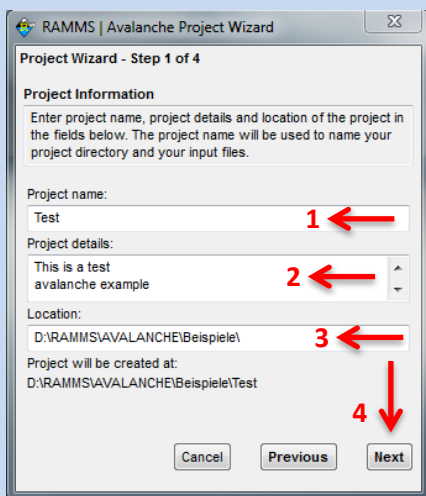 RAMMS | Avalanche Project Wizard
Project Wizard - Step 1 of 4
Project Information
Enter project name, project details and location of the project in
the fields below. The project name will be used to name your
project directory and your input files.
Project name:
Test
1
Project details:
This is a test
avalanche example
2
Location:
D:\RAMMS\AVALANCHE\Beispiele\
3
Project will be created at:
D:\RAMMS\AVALANCHE\Beispiele\Test
4
Cancel Previous Next